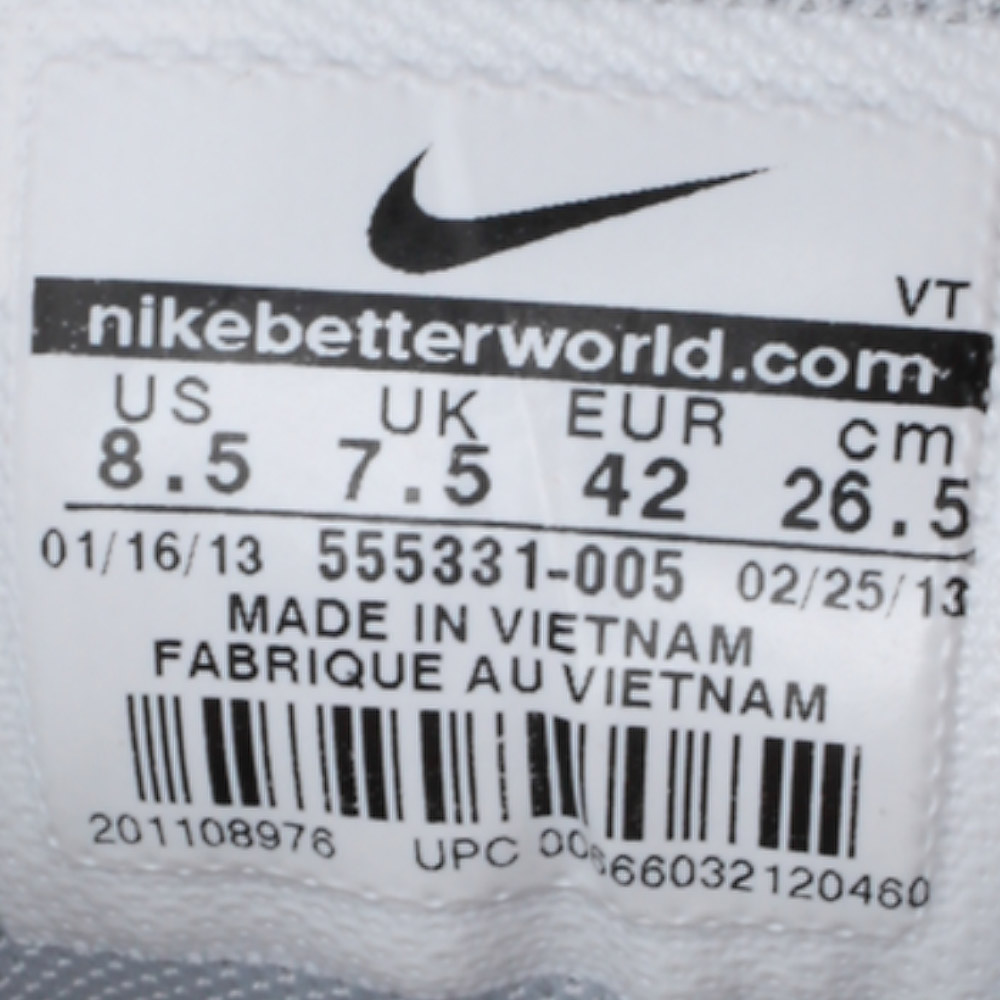 VT
nikebetterworld.com
US UK EUR cm
8.5 7.5 42 26.5
01/16/13 555331-005 02/25/13
MADE IN VIETNAM
FABRIQUE AU VIETNAM
201108976 UPC 00666032120460